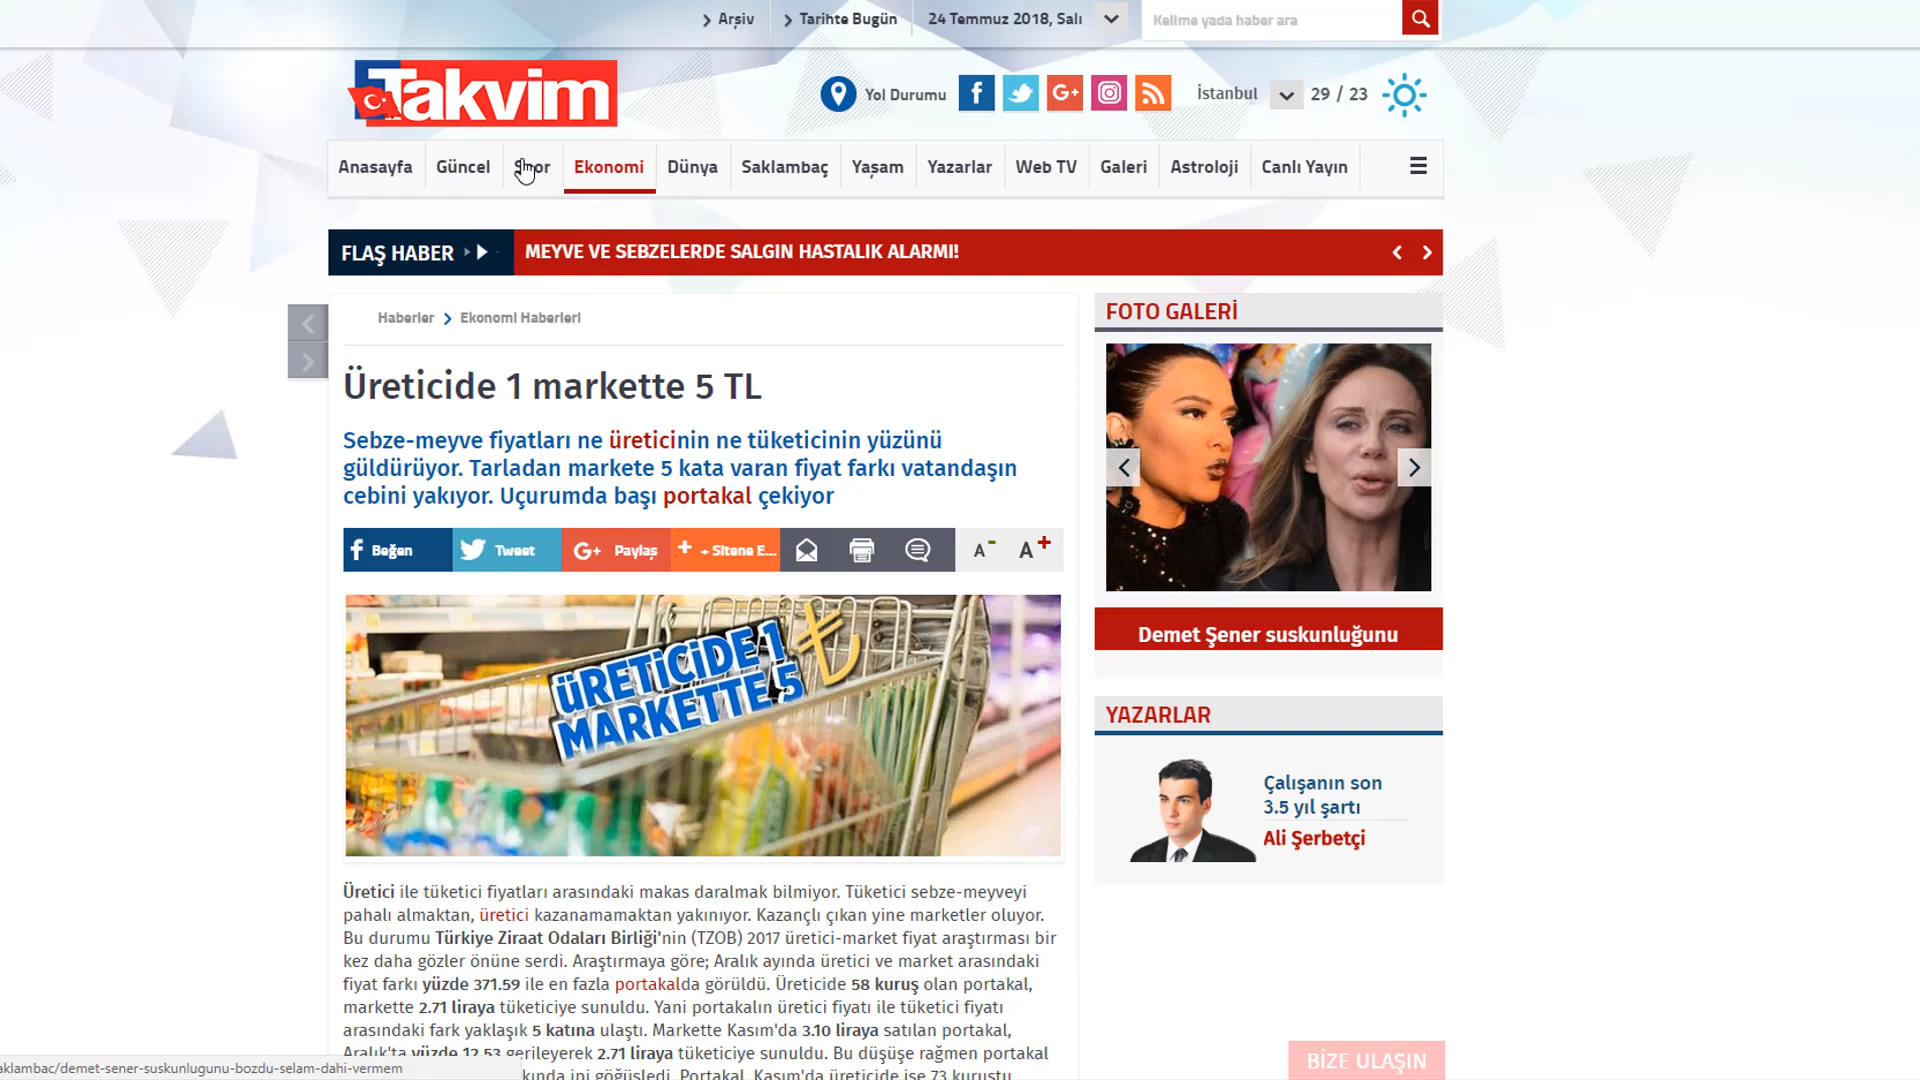 Arşiv
Tarihte Bugün
24 Temmuz 2018, Salı
Kelime yada haber ara
Takvim
Yol Durumu
İstanbul
29 / 23
Anasayfa
Güncel
Ekonomi
Dünya
Saklambaç
Yaşam
Yazarlar
Web TV
Galeri
Astroloji
Canlı Yayın
FLAŞ HABER
MEYVE VE SEBZELERDE SALGIN HASTALIK ALARMI!
Haberler
Ekonomi Haberleri
Üreticide 1 markette 5 TL
Sebze-meyve fiyatları ne üreticinin ne tüketicinin yüzünü
güldürüyor. Tarladan markete 5 kata varan fiyat farkı vatandaşın
cebini yakıyor. Uçurumda başı portakal çekiyor
Beğen
Tweet
G+ Paylaş
+ - Sitene E...
A-
A+
ÜRETİCİDE 1 ₺
MARKETTE 5
Üretici ile tüketici fiyatları arasındaki makas daralmak bilmiyor. Tüketici sebze-meyveyi
pahalı almaktan, üretici kazanamamaktan yakınıyor. Kazançlı çıkan yine marketler oluyor.
Bu durumu Türkiye Ziraat Odaları Birliği'nin (TZOB) 2017 üretici-market fiyat araştırması bir
kez daha gözler önüne serdi. Araştırmaya göre; Aralık ayında üretici ve market arasındaki
fiyat farkı yüzde 371.59 ile en fazla portakalda görüldü. Üreticide 58 kuruş olan portakal,
markette 2.71 liraya tüketiciye sunuldu. Yani portakalın üretici fiyatı ile tüketici fiyatı
arasındaki fark yaklaşık 5 katına ulaştı. Markette Kasım'da 3.10 liraya satılan portakal,
Aralık'ta yüzde 12.53 gerileyerek 2.71 liraya tüketiciye sunuldu. Bu düşüşe rağmen portakal
ipi göğüsledi. Portakal, Kasım'da üreticide ise 73 kuruştu.
FOTO GALERİ
Demet Şener suskunluğunu
YAZARLAR
Çalışanın son
3.5 yıl şartı
Ali Şerbetçi
BİZE ULAŞIN
aklambac/demet-sener-suskunlugunu-bozdu-selam-dahi-vermem